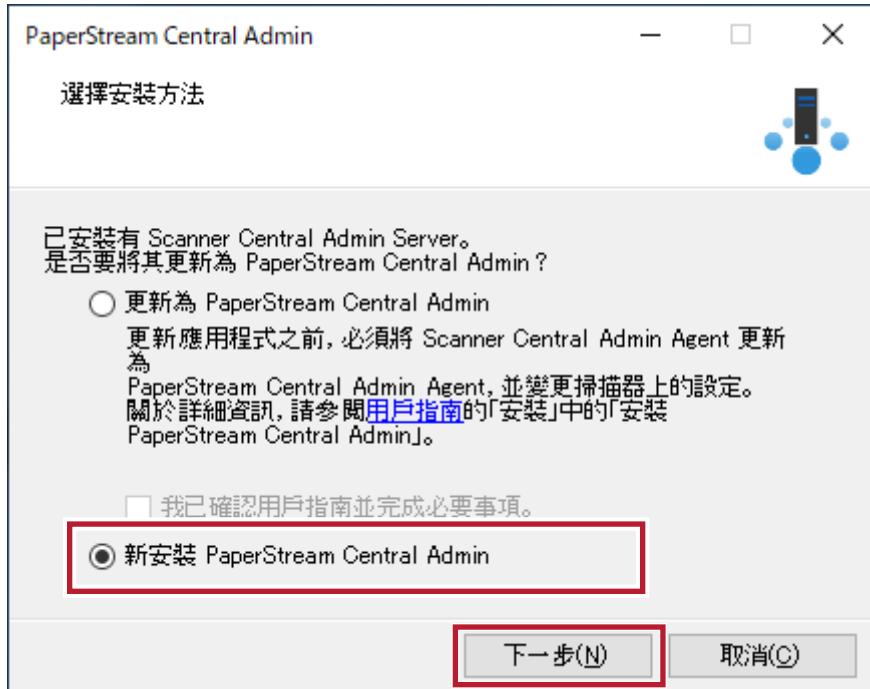 PaperStream Central Admin
選擇安裝方法
已安裝有 Scanner Central Admin Server。
是否要將其更新為 PaperStream Central Admin？
更新為 PaperStream Central Admin
更新應用程式之前，必須將 Scanner Central Admin Agent 更新
為
PaperStream Central Admin Agent，並變更掃描器上的設定。
關於詳細資訊，請參閱用戶指南的「安裝」中的「安裝
PaperStream Central Admin」。
我已確認用戶指南並完成必要事項。
新安裝 PaperStream Central Admin
下一步(N) 取消(C)